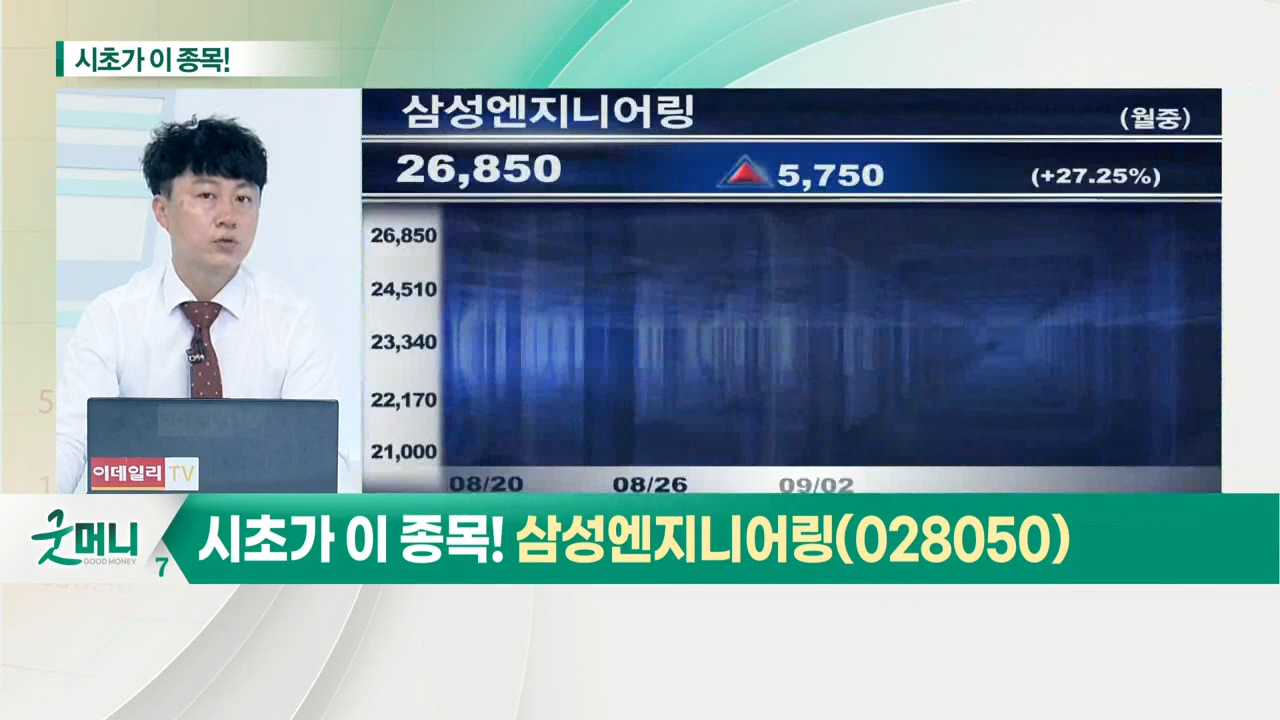 시초가 이 종목!
삼성엔지니어링 (월중)
26,850 5,750 (+27.25%)
26,850
24,510
23,340
22,170
21,000
08/20 08/26 09/02
5
1
이데일리 TV
굿머니
GOOD MONEY
7
시초가 이 종목! 삼성엔지니어링(028050)